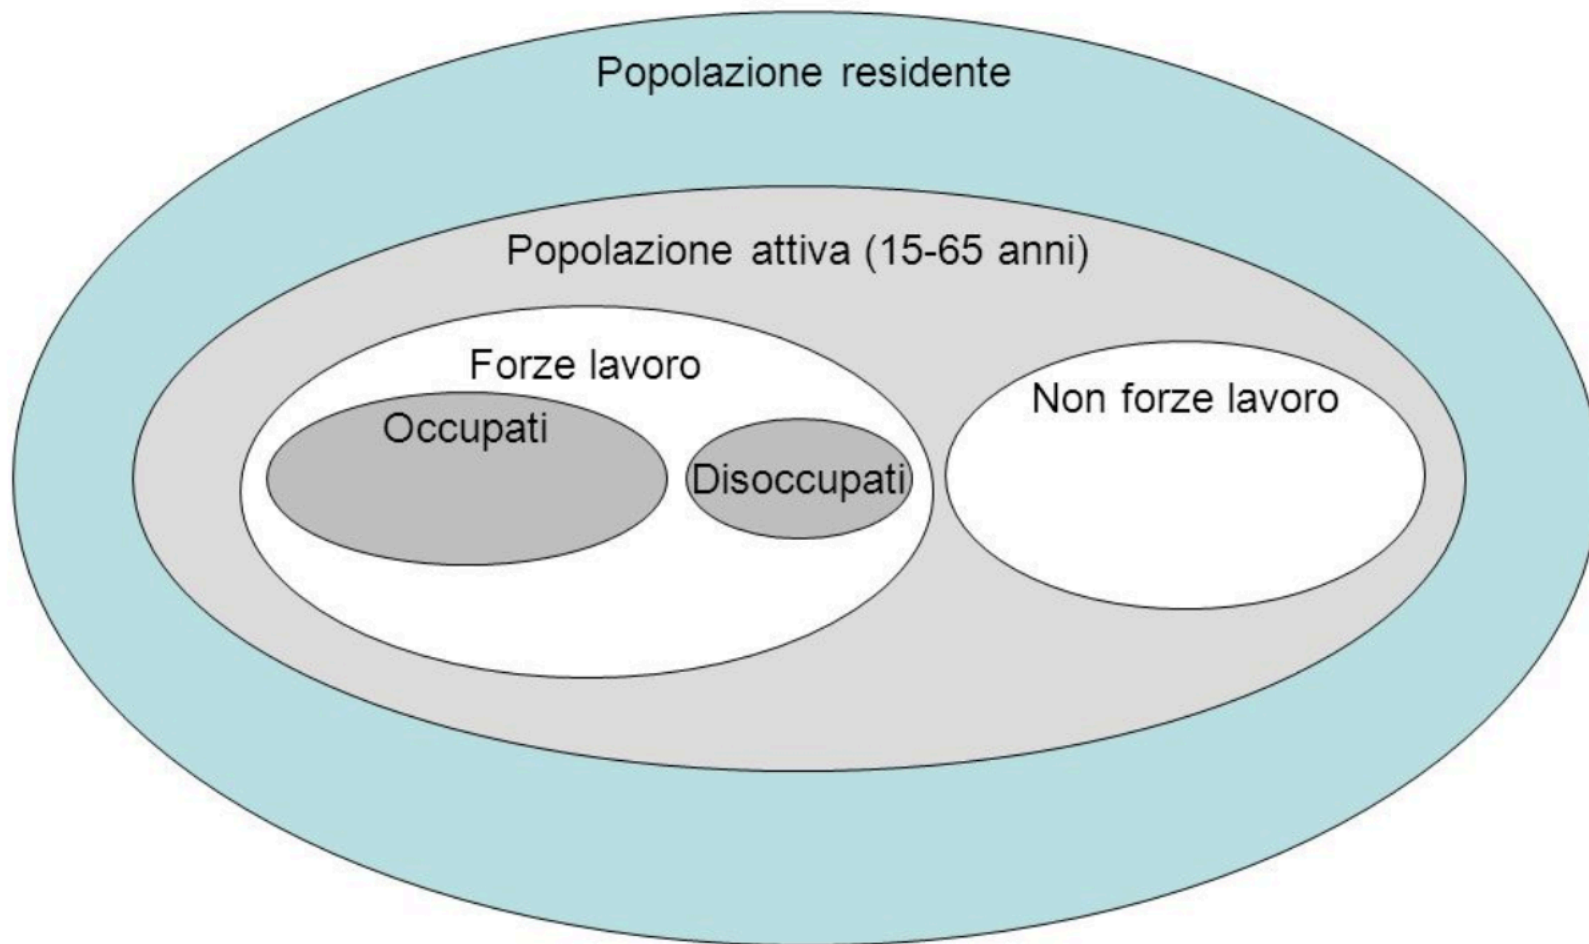 Popolazione residente
Popolazione attiva (15-65 anni)
Forze lavoro
Non forze lavoro
Occupati
Disoccupati